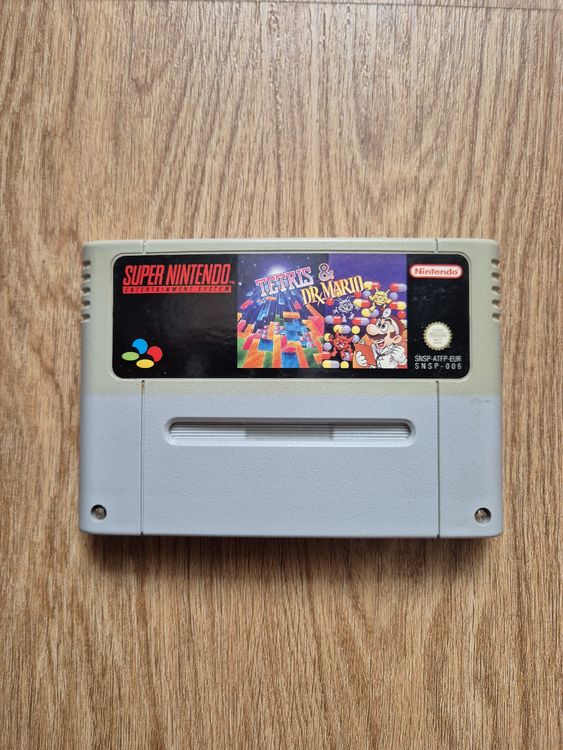 SUPER NINTENDO
ENTERTAINMENT SYSTEM
TETRIS &
DR. MARIO
Nintendo
SNSP-ATFP-EUR
SNSP-006